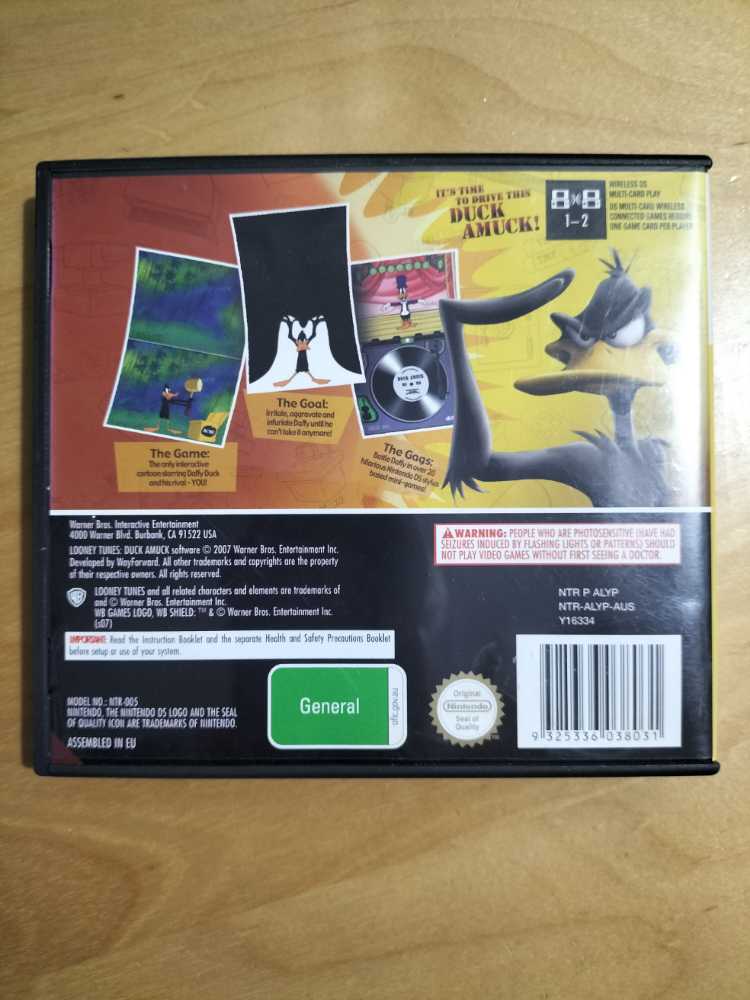 IT'S TIME
TO DRIVE THIS
DUCK
AMUCK!
1-2
WIRELESS DS
MULTI-CARD PLAY
DS MULTI-CARD WIRELESS
CONNECTED GAMES REQUIRE
ONE GAME CARD PER PLAYER
The Game:
The only interactive
cartoon starring Daffy Duck
and his rival - YOU!
The Goal:
Irritate, aggravate and
infuriate Daffy until he
can't take it anymore!
The Gags:
Battle Daffy in over 20
hilarious Nintendo DS stylus
based mini-games!
Warner Bros. Interactive Entertainment
4000 Warner Blvd. Burbank, CA 91522 USA
LOONEY TUNES: DUCK AMUCK software © 2007 Warner Bros. Entertainment Inc.
Developed by WayForward. All other trademarks and copyrights are the property
of their respective owners. All rights reserved.
LOONEY TUNES and all related characters and elements are trademarks of
and © Warner Bros. Entertainment Inc.
WB GAMES LOGO, WB SHIELD: ™ & © Warner Bros. Entertainment Inc.
(s07)
IMPORTANT: Read the Instruction Booklet and the separate Health and Safety Precautions Booklet
before setup or use of your system.
WARNING: PEOPLE WHO ARE PHOTOSENSITIVE (HAVE HAD
SEIZURES INDUCED BY FLASHING LIGHTS OR PATTERNS) SHOULD
NOT PLAY VIDEO GAMES WITHOUT FIRST SEEING A DOCTOR.
NTR P ALYP
NTR-ALYP-AUS
Y16334
MODEL NO.: NTR-005
NINTENDO, THE NINTENDO DS LOGO AND THE SEAL
OF QUALITY ICON ARE TRADEMARKS OF NINTENDO.
ASSEMBLED IN EU
General
oflc.gov.au
Original
Nintendo
Seal of
Quality
9 325336 038031